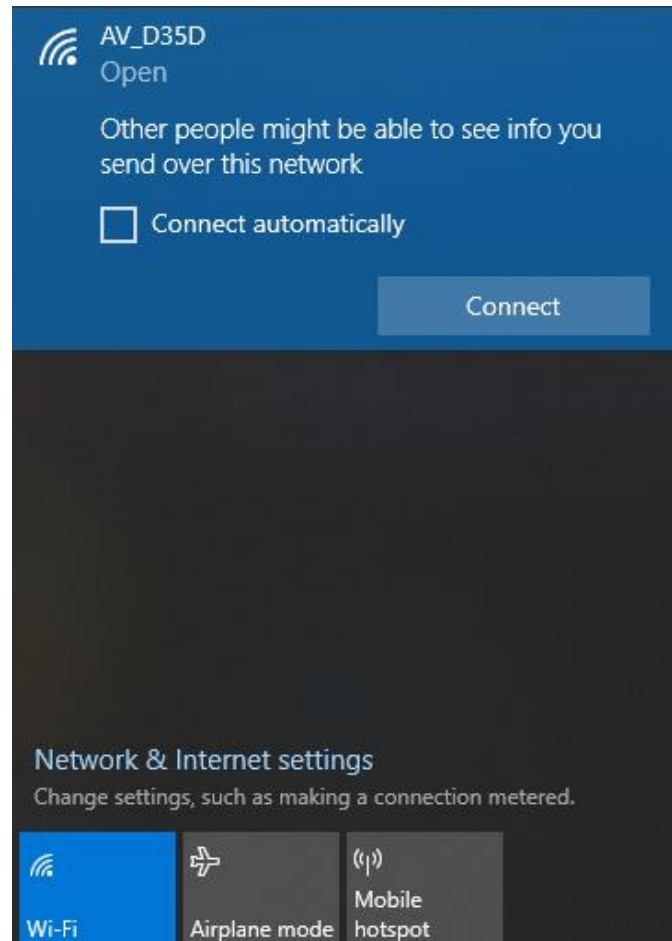 AV_D35D
Open
Other people might be able to see info you
send over this network
Connect automatically
Connect
Network & Internet settings
Change settings, such as making a connection metered.
Wi-Fi
Airplane mode
Mobile
hotspot